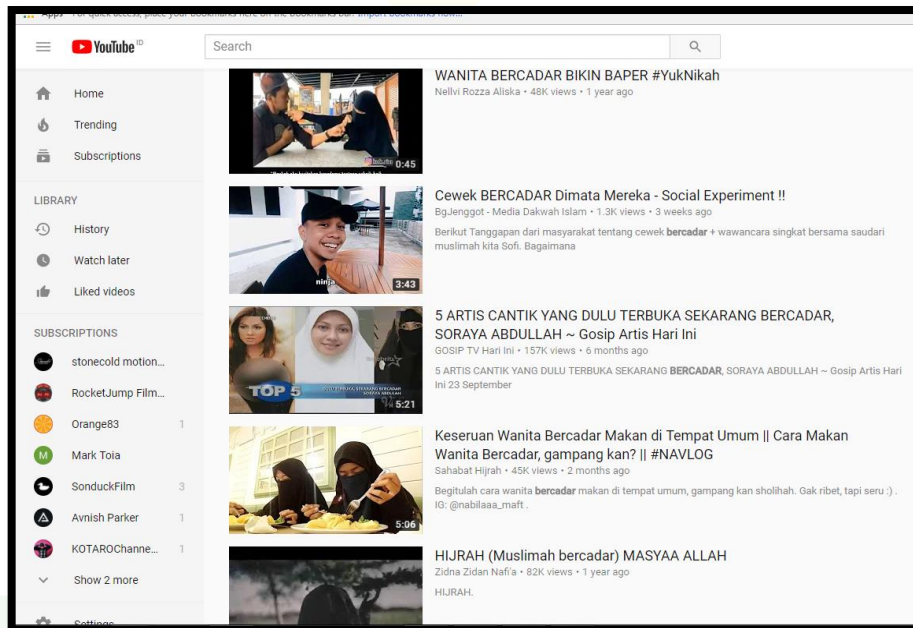 Apps For quick access, place your bookmarks here on the bookmarks bar. Import bookmarks now...
YouTube ID
Search
Home
Trending
Subscriptions
LIBRARY
History
Watch later
Liked videos
SUBSCRIPTIONS
stonecold motion...
RocketJump Film...
Orange83 1
Mark Toia
M
SonduckFilm 3
Avnish Parker 1
KOTAROChanne... 1
Show 2 more
Settings
0:45
WANITA BERCADAR BIKIN BAPER #YukNikah
Nellvi Rozza Aliska • 48K views • 1 year ago
ninja
3:43
Cewek BERCADAR Dimata Mereka - Social Experiment !!
BgJenggot - Media Dakwah Islam • 1.3K views • 3 weeks ago
Berikut Tanggapan dari masyarakat tentang cewek bercadar + wawancara singkat bersama saudari
muslimah kita Sofi. Bagaimana
TOP 5
5:21
5 ARTIS CANTIK YANG DULU TERBUKA SEKARANG BERCADAR,
SORAYA ABDULLAH ~ Gosip Artis Hari Ini
GOSIP TV Hari Ini • 157K views • 6 months ago
5 ARTIS CANTIK YANG DULU TERBUKA SEKARANG BERCADAR, SORAYA ABDULLAH ~ Gosip Artis Hari
Ini 23 September
5:06
Keseruan Wanita Bercadar Makan di Tempat Umum || Cara Makan
Wanita Bercadar, gampang kan? || #NAVLOG
Sahabat Hijrah • 45K views • 2 months ago
Begitulah cara wanita bercadar makan di tempat umum, gampang kan sholihah. Gak ribet, tapi seru :) .
IG: @nabilaaa_maft .
HIJRAH (Muslimah bercadar) MASYAA ALLAH
Zidna Zidan Nafi'a • 82K views • 1 year ago
HIJRAH.